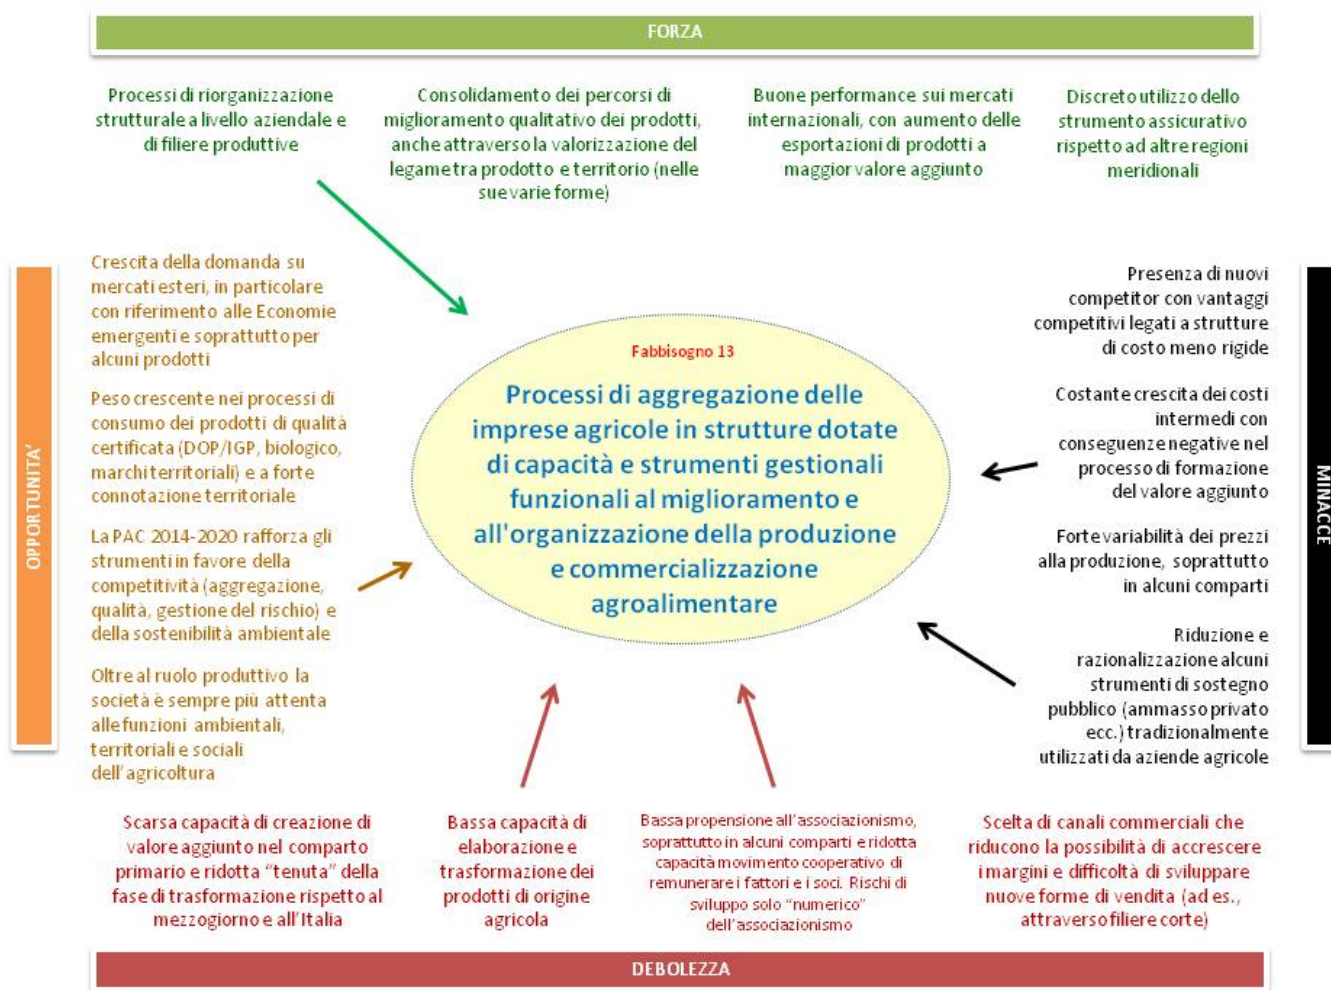 FORZA
Processi di riorganizzazione
strutturale a livello aziendale e
di filiere produttive
Consolidamento dei percorsi di
miglioramento qualitativo dei prodotti,
anche attraverso la valorizzazione del
legame tra prodotto e territorio (nelle
sue varie forme)
Buone performance sui mercati
internazionali, con aumento delle
esportazioni di prodotti a
maggior valore aggiunto
Discreto utilizzo dello
strumento assicurativo
rispetto ad altre regioni
meridionali
OPPORTUNITA'
Crescita della domanda su
mercati esteri, in particolare
con riferimento alle Economie
emergenti e soprattutto per
alcuni prodotti
Peso crescente nei processi di
consumo dei prodotti di qualità
certificata (DOP/IGP, biologico,
marchi territoriali) e a forte
connotazione territoriale
La PAC 2014-2020 rafforza gli
strumenti in favore della
competitività (aggregazione,
qualità, gestione del rischio) e
della sostenibilità ambientale
Oltre al ruolo produttivo la
società è sempre più attenta
alle funzioni ambientali,
territoriali e sociali
dell'agricoltura
Fabbisogno 13
Processi di aggregazione delle
imprese agricole in strutture dotate
di capacità e strumenti gestionali
funzionali al miglioramento e
all'organizzazione della produzione
e commercializzazione
agroalimentare
Presenza di nuovi
competitor con vantaggi
competitivi legati a strutture
di costo meno rigide
Costante crescita dei costi
intermedi con
conseguenze negative nel
processo di formazione
del valore aggiunto
Forte variabilità dei prezzi
alla produzione, soprattutto
in alcuni comparti
Riduzione e
razionalizzazione alcuni
strumenti di sostegno
pubblico (ammasso privato
ecc.) tradizionalmente
utilizzati da aziende agricole
MINACCE
Scarsa capacità di creazione di
valore aggiunto nel comparto
primario e ridotta "tenuta" della
fase di trasformazione rispetto al
mezzogiorno e all'Italia
Bassa capacità di
elaborazione e
trasformazione dei
prodotti di origine
agricola
Bassa propensione all'associazionismo,
soprattutto in alcuni comparti e ridotta
capacità movimento cooperativo di
remunerare i fattori e i soci. Rischi di
sviluppo solo "numerico"
dell'associazionismo
Scelta di canali commerciali che
riducono la possibilità di accrescere
i margini e difficoltà di sviluppare
nuove forme di vendita (ad es.,
attraverso filiere corte)
DEBOLEZZA